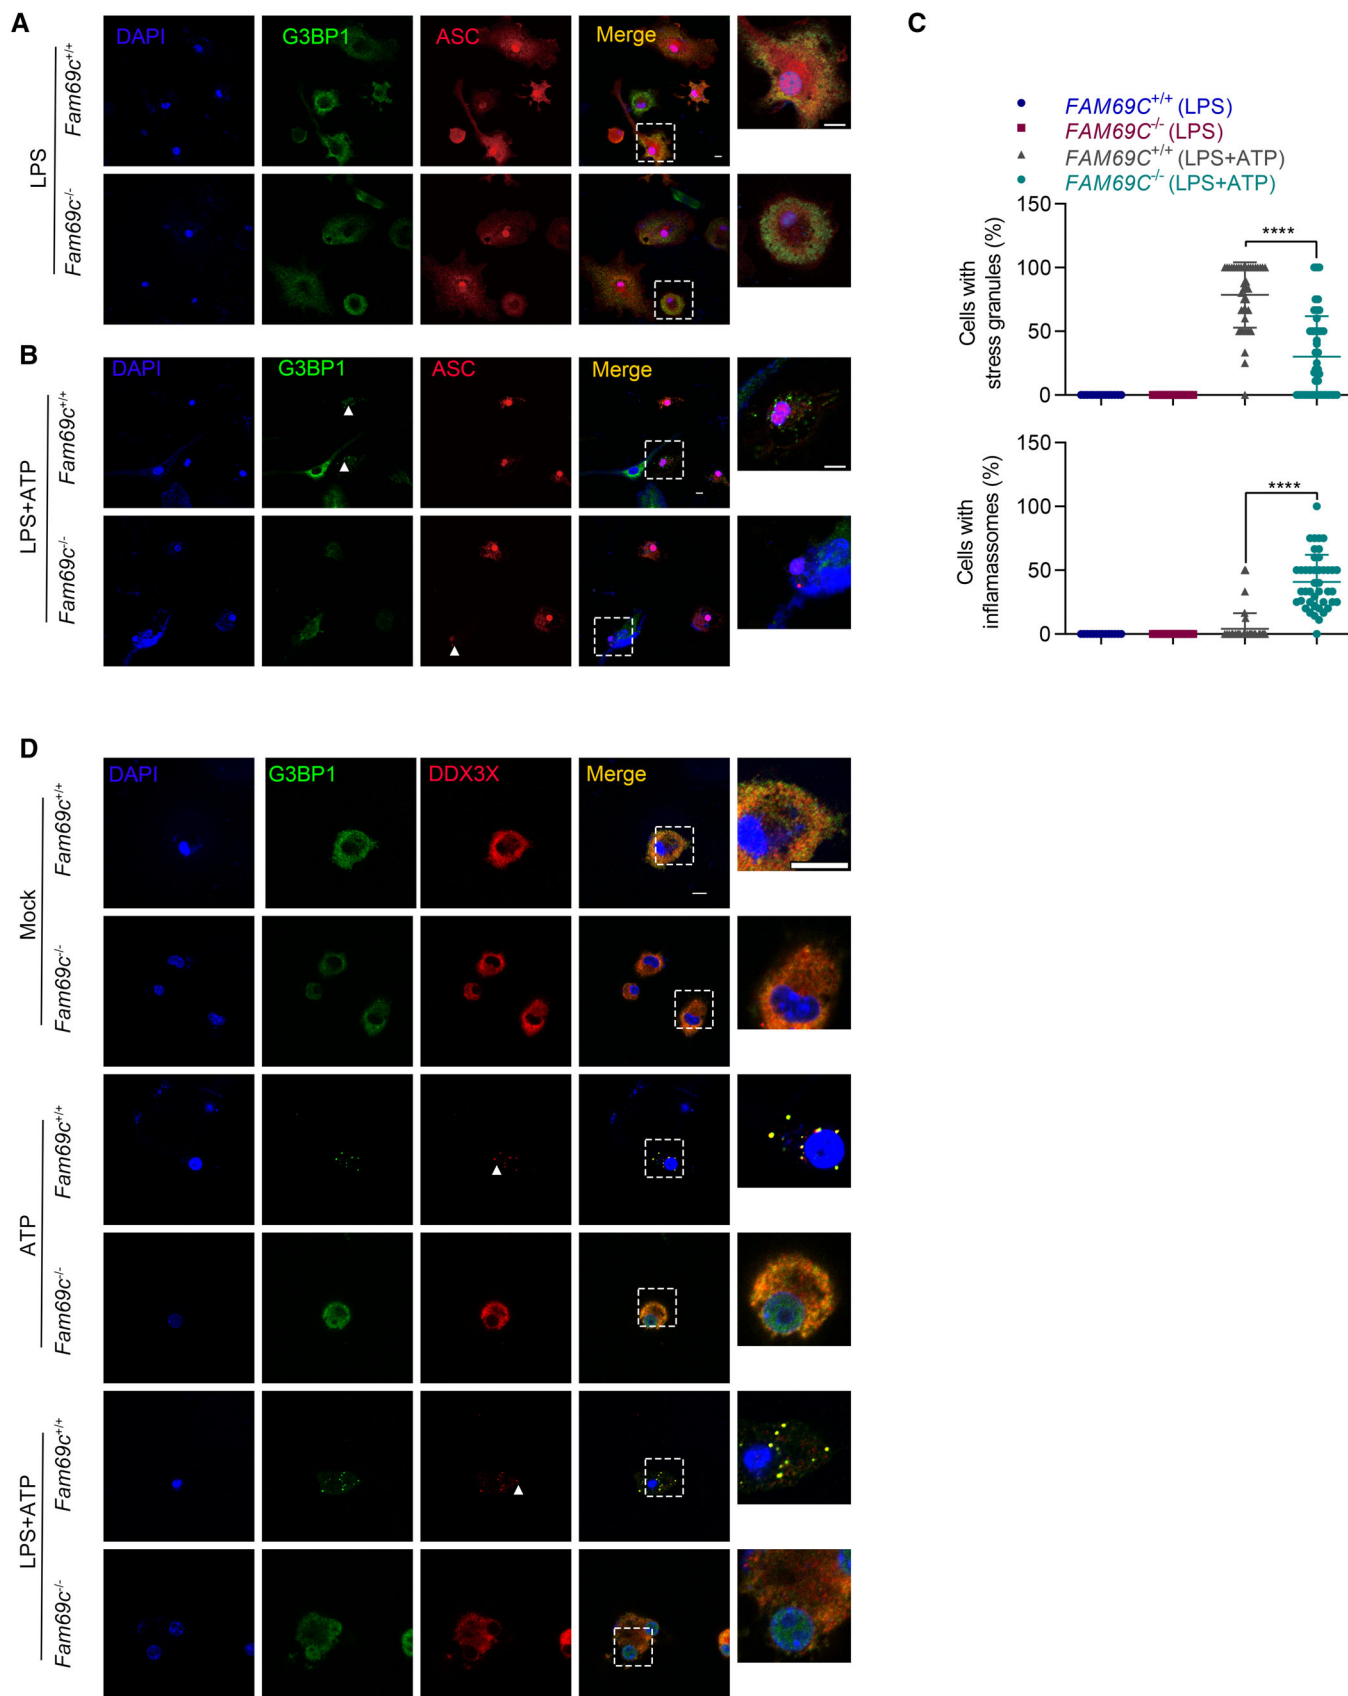 A
DAPI G3BP1 ASC Merge
LPS
Fam69c+/+
Fam69c-/-
B
DAPI G3BP1 ASC Merge
LPS+ATP
Fam69c+/+
Fam69c-/-
C
FAM69C+/+ (LPS)
FAM69C-/- (LPS)
FAM69C+/+ (LPS+ATP)
FAM69C-/- (LPS+ATP)
Cells with
stress granules (%)
150
100
50
0
****
Cells with
inflamassomes (%)
150
100
50
0
****
D
DAPI G3BP1 DDX3X Merge
Mock
Fam69c+/+
Fam69c-/-
ATP
Fam69c+/+
Fam69c-/-
LPS+ATP
Fam69c+/+
Fam69c-/-